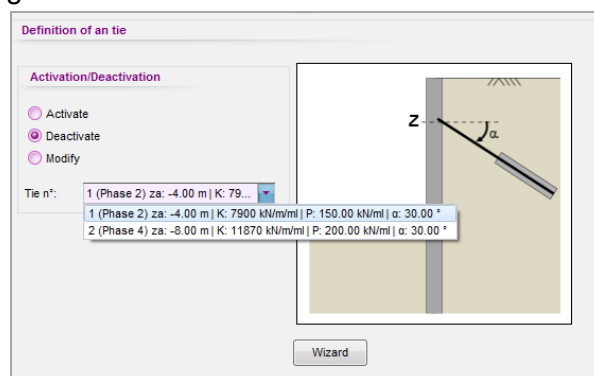 Definition of an tie
Activation/Deactivation
Activate
Deactivate
Modify
Tie n°: 1 (Phase 2) za: -4.00 m | K: 79...
1 (Phase 2) za: -4.00 m | K: 7900 kN/m/ml | P: 150.00 kN/ml | α: 30.00 °
2 (Phase 4) za: -8.00 m | K: 11870 kN/m/ml | P: 200.00 kN/ml | α: 30.00 °
Z
α
Wizard